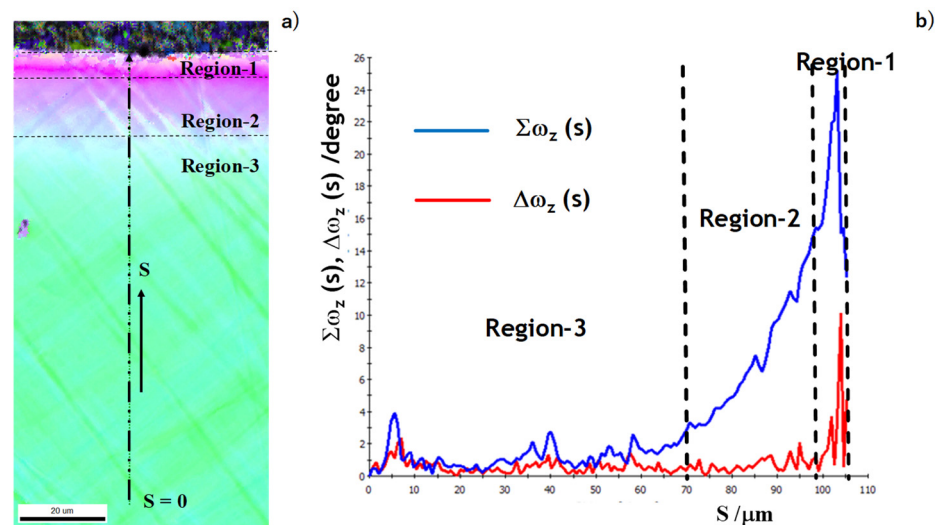 a)
Region-1
Region-2
Region-3
S
S = 0
20 um
b)
Region-1
26
24
22
20
18
16
14
12
10
8
6
4
2
0
Σωz (s)
Δωz (s)
Region-2
Region-3
Σωz (s), Δωz (s) /degree
0 10 20 30 40 50 60 70 80 90 100 110
S /μm